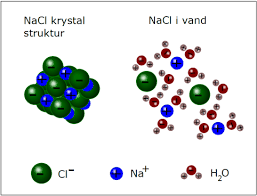 NaCl krystal
struktur
NaCl i vand
Cl−
Na+
H2O